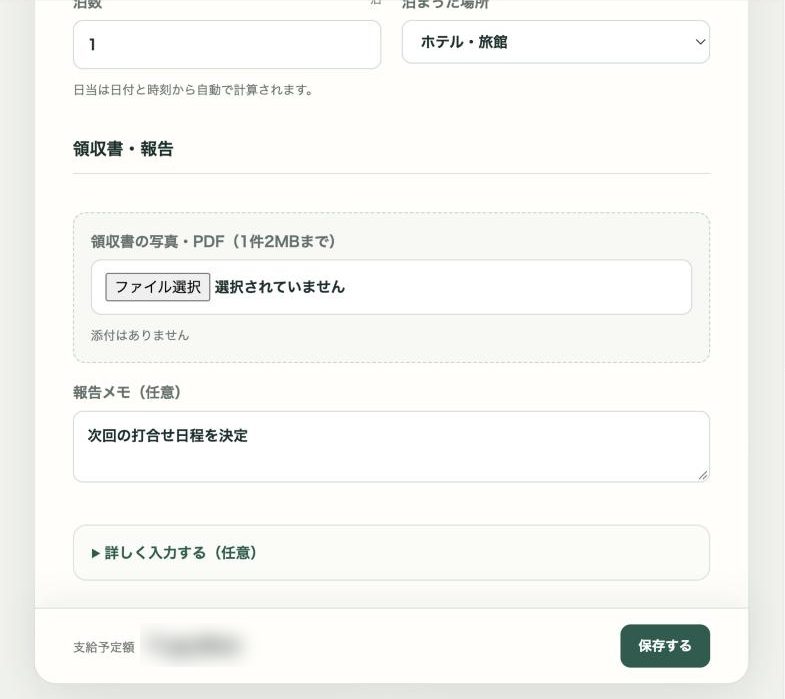 泊数 泊 泊まった場所
1 ホテル・旅館
日当は日付と時刻から自動で計算されます。
領収書・報告
領収書の写真・PDF（1件2MBまで）
ファイル選択 選択されていません
添付はありません
報告メモ（任意）
次回の打合せ日程を決定
▶詳しく入力する（任意）
支給予定額 保存する